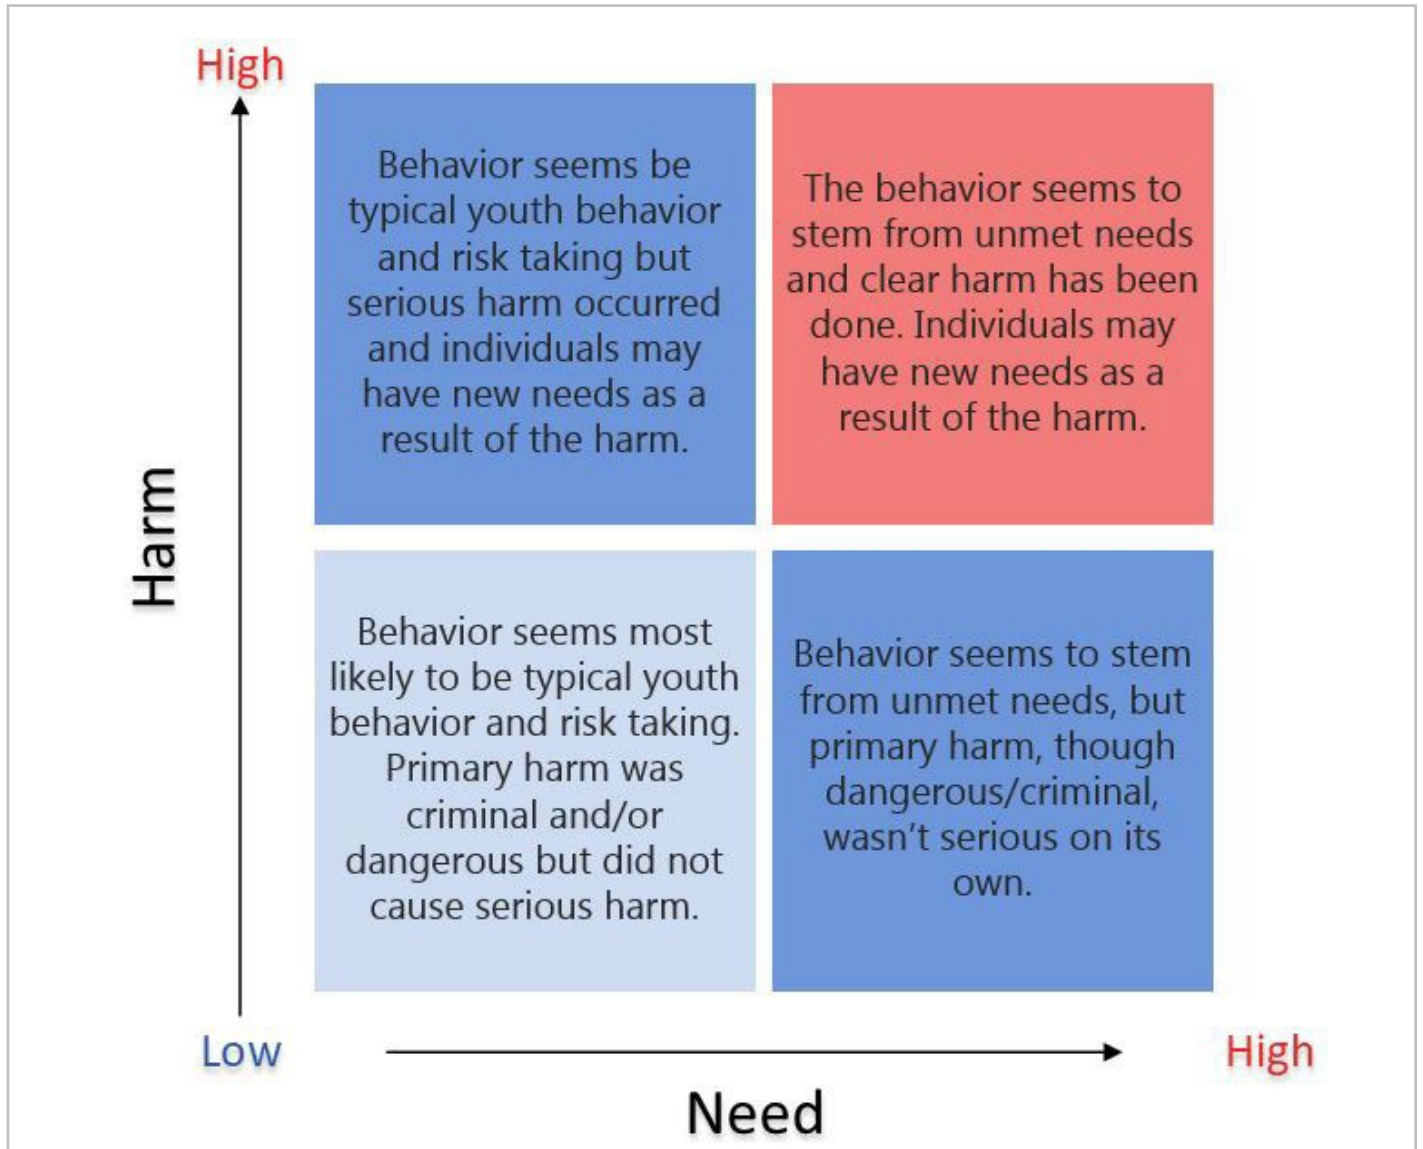 High
Behavior seems be
typical youth behavior
and risk taking but
serious harm occurred
and individuals may
have new needs as a
result of the harm.
The behavior seems to
stem from unmet needs
and clear harm has been
done. Individuals may
have new needs as a
result of the harm.
Harm
Behavior seems most
likely to be typical youth
behavior and risk taking.
Primary harm was
criminal and/or
dangerous but did not
cause serious harm.
Behavior seems to stem
from unmet needs, but
primary harm, though
dangerous/criminal,
wasn’t serious on its
own.
Low
High
Need